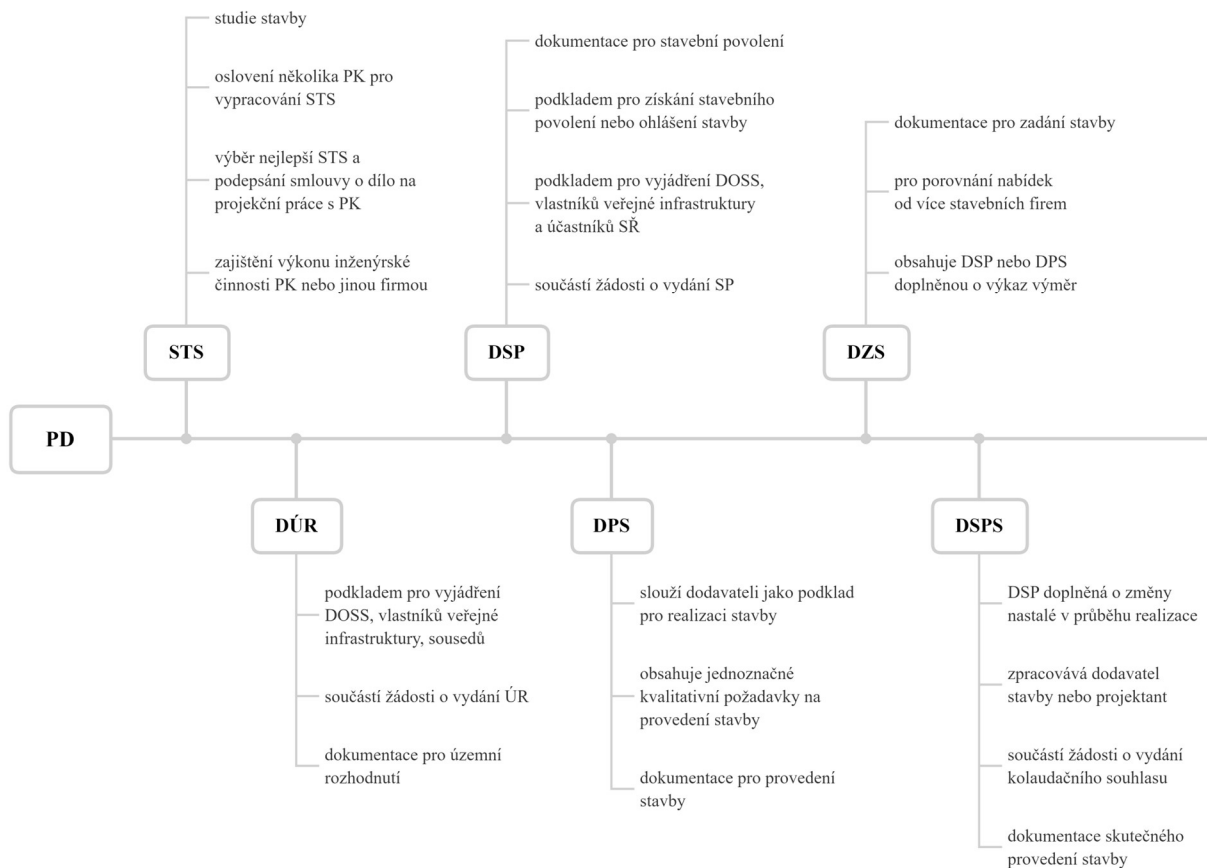 studie stavby
oslovení několika PK pro
vypracování STS
výběr nejlepší STS a
podepsání smlouvy o dílo na
projekční práce s PK
zajištění výkonu inženýrské
činnosti PK nebo jinou firmou
STS
dokumentace pro stavební povolení
podkladem pro získání stavebního
povolení nebo ohlášení stavby
podkladem pro vyjádření DOSS,
vlastníků veřejné infrastruktury
a účastníků SŘ
součástí žádosti o vydání SP
DSP
dokumentace pro zadání stavby
pro porovnání nabídek
od více stavebních firem
obsahuje DSP nebo DPS
doplněnou o výkaz výměr
DZS
PD
DÚR
podkladem pro vyjádření
DOSS, vlastníků veřejné
infrastruktury, sousedů
součástí žádosti o vydání ÚR
dokumentace pro územní
rozhodnutí
DPS
slouží dodavateli jako podklad
pro realizaci stavby
obsahuje jednoznačné
kvalitativní požadavky na
provedení stavby
dokumentace pro provedení
stavby
DSPS
DSP doplněná o změny
nastalé v průběhu realizace
zpracovává dodavatel
stavby nebo projektant
součástí žádosti o vydání
kolaudačního souhlasu
dokumentace skutečného
provedení stavby